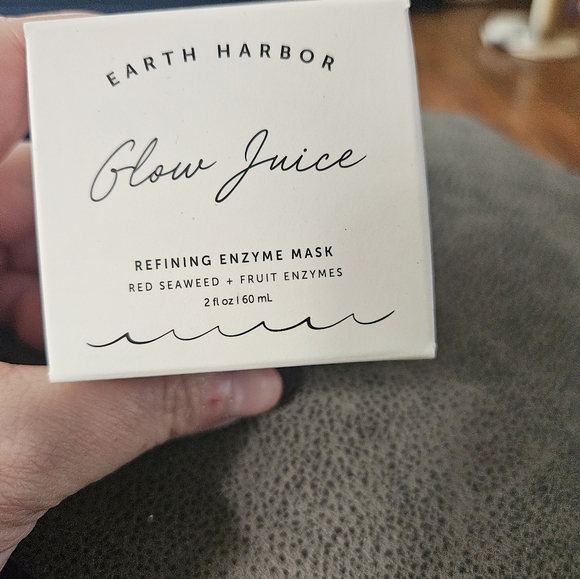 EARTH HARBOR
Glow Juice
REFINING ENZYME MASK
RED SEAWEED + FRUIT ENZYMES
2 fl oz | 60 mL